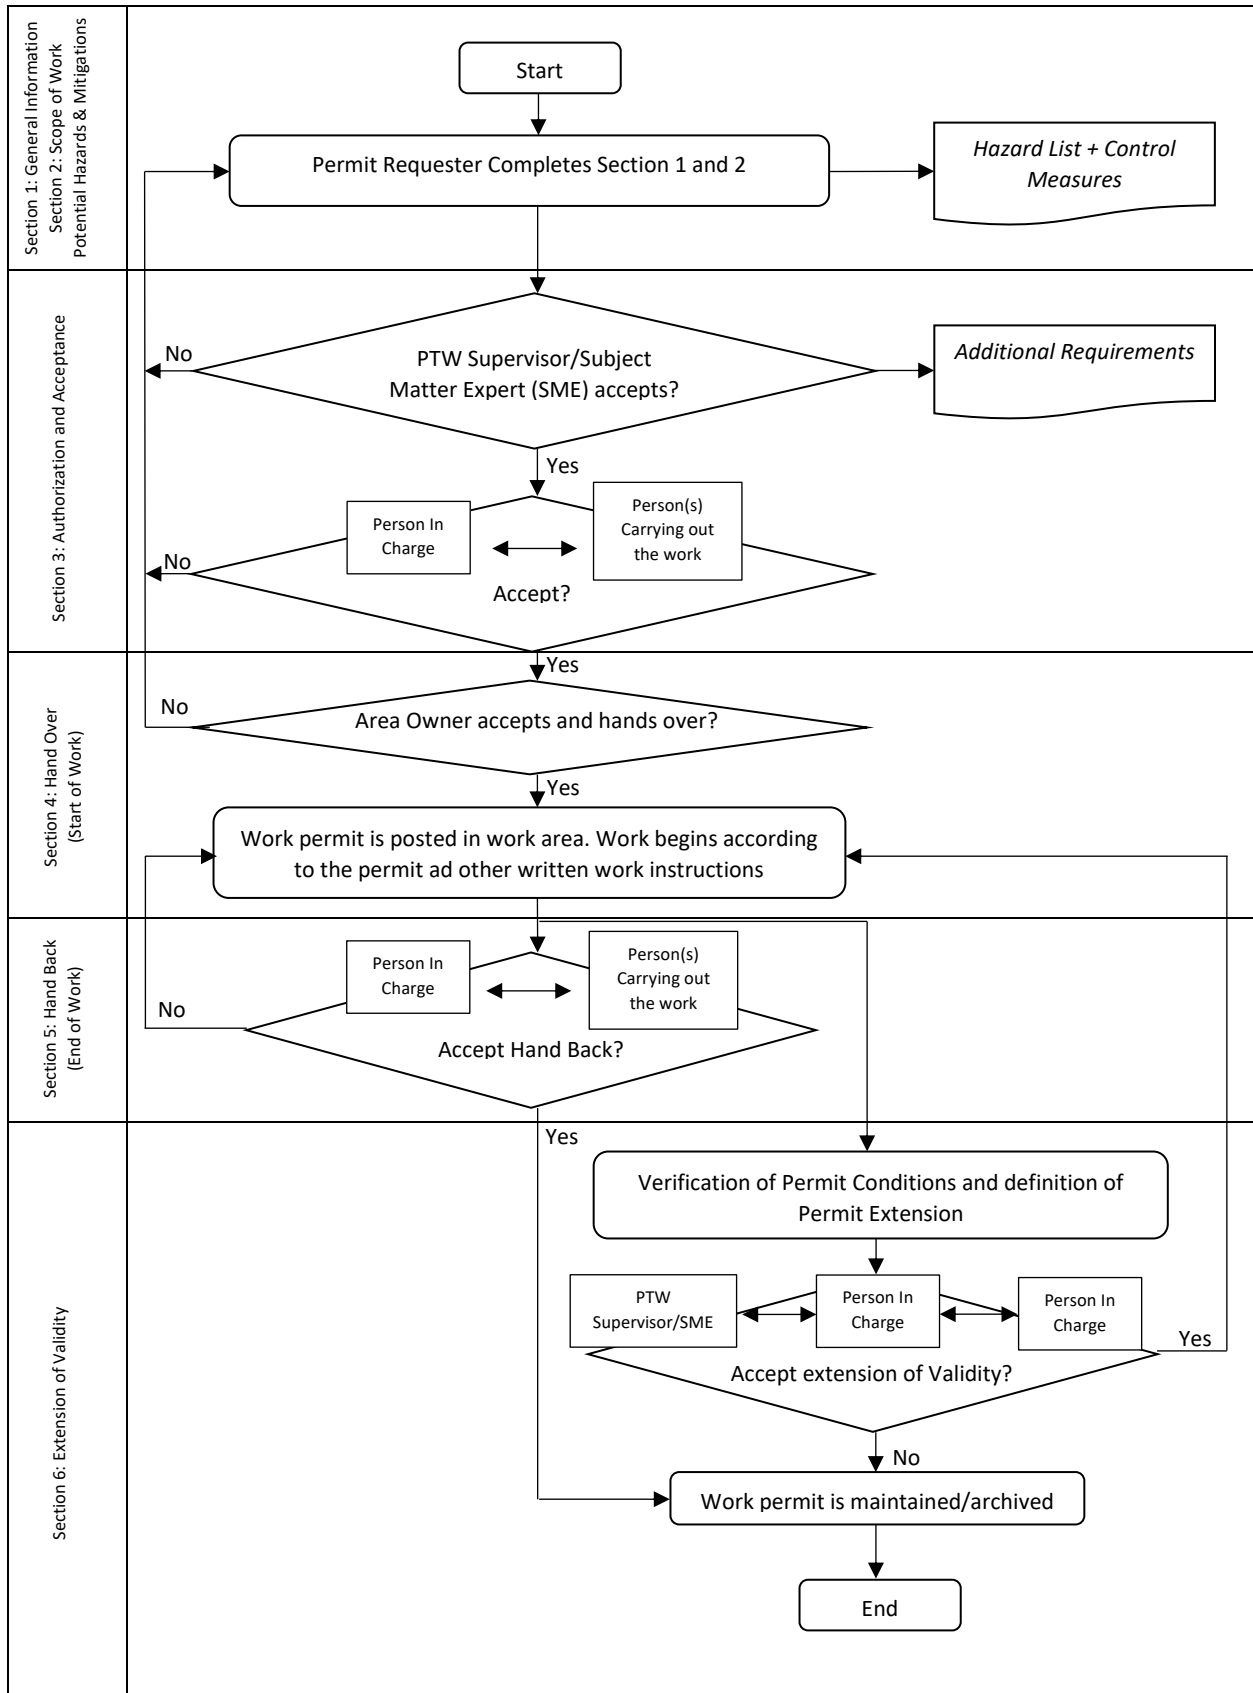 Section 1: General Information
Section 2: Scope of Work
Potential Hazards & Mitigations
Start
Permit Requester Completes Section 1 and 2
Hazard List + Control
Measures
Section 3: Authorization and Acceptance
No
PTW Supervisor/Subject
Matter Expert (SME) accepts?
Additional Requirements
Yes
Person In
Charge
Person(s)
Carrying out
the work
No
Accept?
Yes
Section 4: Hand Over
(Start of Work)
No
Area Owner accepts and hands over?
Yes
Work permit is posted in work area. Work begins according
to the permit ad other written work instructions
Section 5: Hand Back
(End of Work)
Person In
Charge
Person(s)
Carrying out
the work
No
Accept Hand Back?
Yes
Section 6: Extension of Validity
Verification of Permit Conditions and definition of
Permit Extension
PTW
Supervisor/SME
Person In
Charge
Person In
Charge
Yes
Accept extension of Validity?
No
Work permit is maintained/archived
End